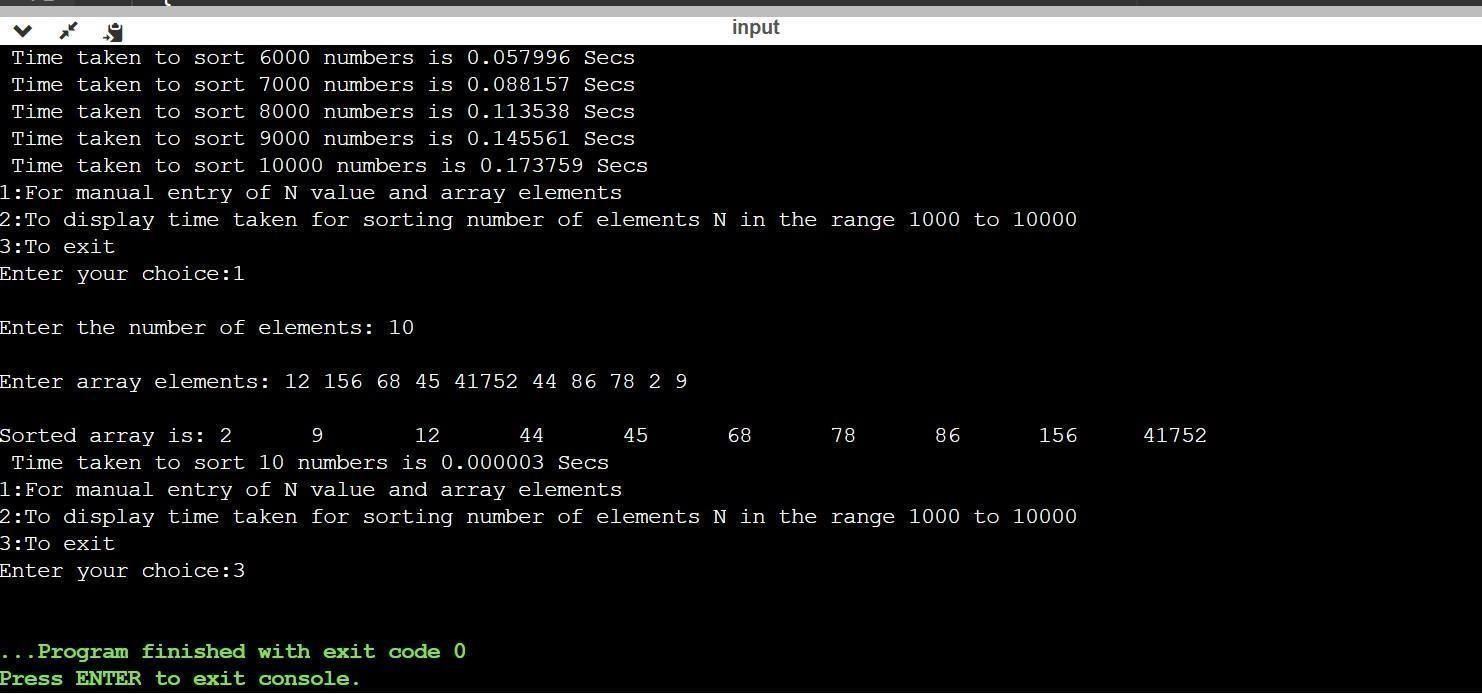 input
Time taken to sort 6000 numbers is 0.057996 Secs
Time taken to sort 7000 numbers is 0.088157 Secs
Time taken to sort 8000 numbers is 0.113538 Secs
Time taken to sort 9000 numbers is 0.145561 Secs
Time taken to sort 10000 numbers is 0.173759 Secs
1:For manual entry of N value and array elements
2:To display time taken for sorting number of elements N in the range 1000 to 10000
3:To exit
Enter your choice:1
Enter the number of elements: 10
Enter array elements: 12 156 68 45 41752 44 86 78 2 9
Sorted array is: 2 9 12 44 45 68 78 86 156 41752
Time taken to sort 10 numbers is 0.000003 Secs
1:For manual entry of N value and array elements
2:To display time taken for sorting number of elements N in the range 1000 to 10000
3:To exit
Enter your choice:3
...Program finished with exit code 0
Press ENTER to exit console.